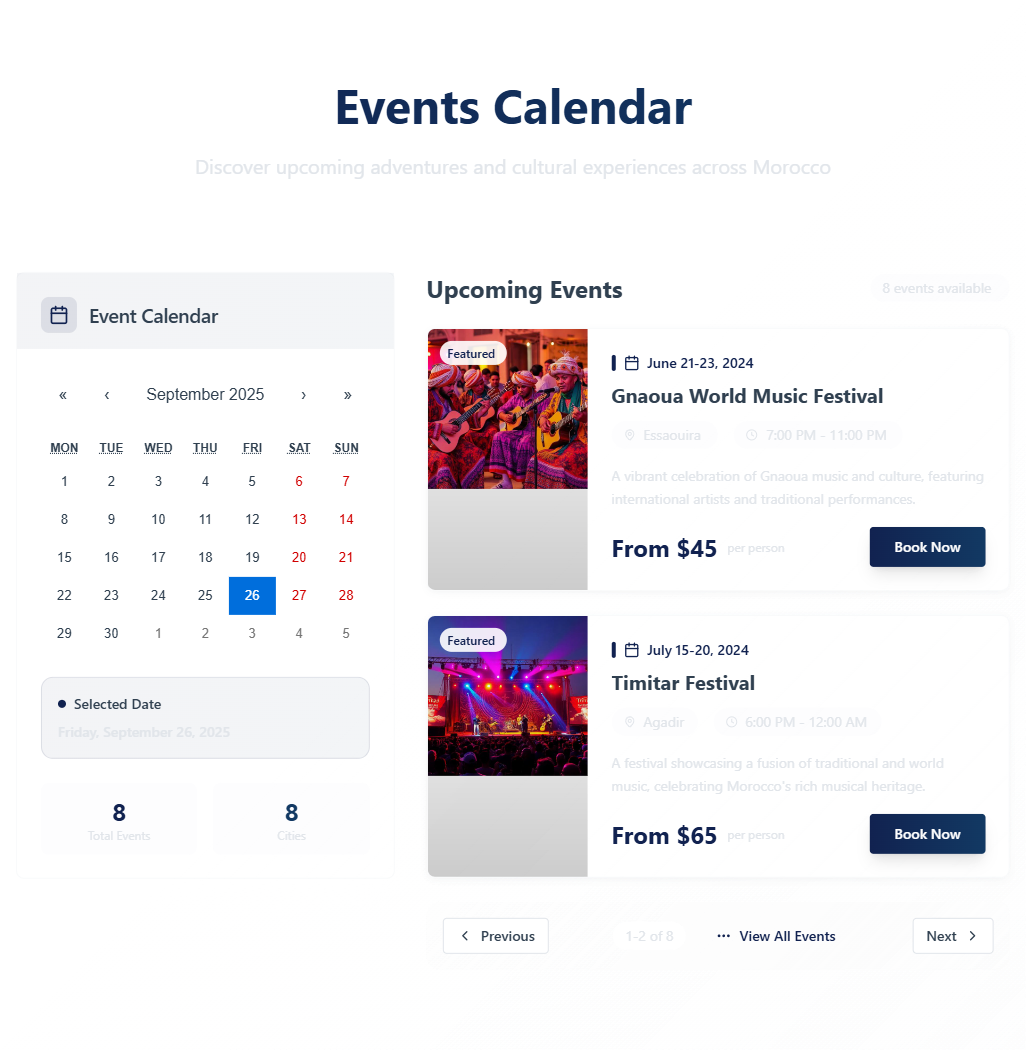 Events Calendar
Discover upcoming adventures and cultural experiences across Morocco
Event Calendar
« ‹ September 2025 › »
MON TUE WED THU FRI SAT SUN
1 2 3 4 5 6 7
8 9 10 11 12 13 14
15 16 17 18 19 20 21
22 23 24 25 26 27 28
29 30 1 2 3 4 5
Selected Date
Friday, September 26, 2025
8
Total Events
8
Cities
Upcoming Events
8 events available
Featured
June 21-23, 2024
Gnaoua World Music Festival
Essaouira
7:00 PM - 11:00 PM
A vibrant celebration of Gnaoua music and culture, featuring
international artists and traditional performances.
From $45 per person
Book Now
Featured
July 15-20, 2024
Timitar Festival
Agadir
6:00 PM - 12:00 AM
A festival showcasing a fusion of traditional and world
music, celebrating Morocco's rich musical heritage.
From $65 per person
Book Now
Previous
1-2 of 8
View All Events
Next